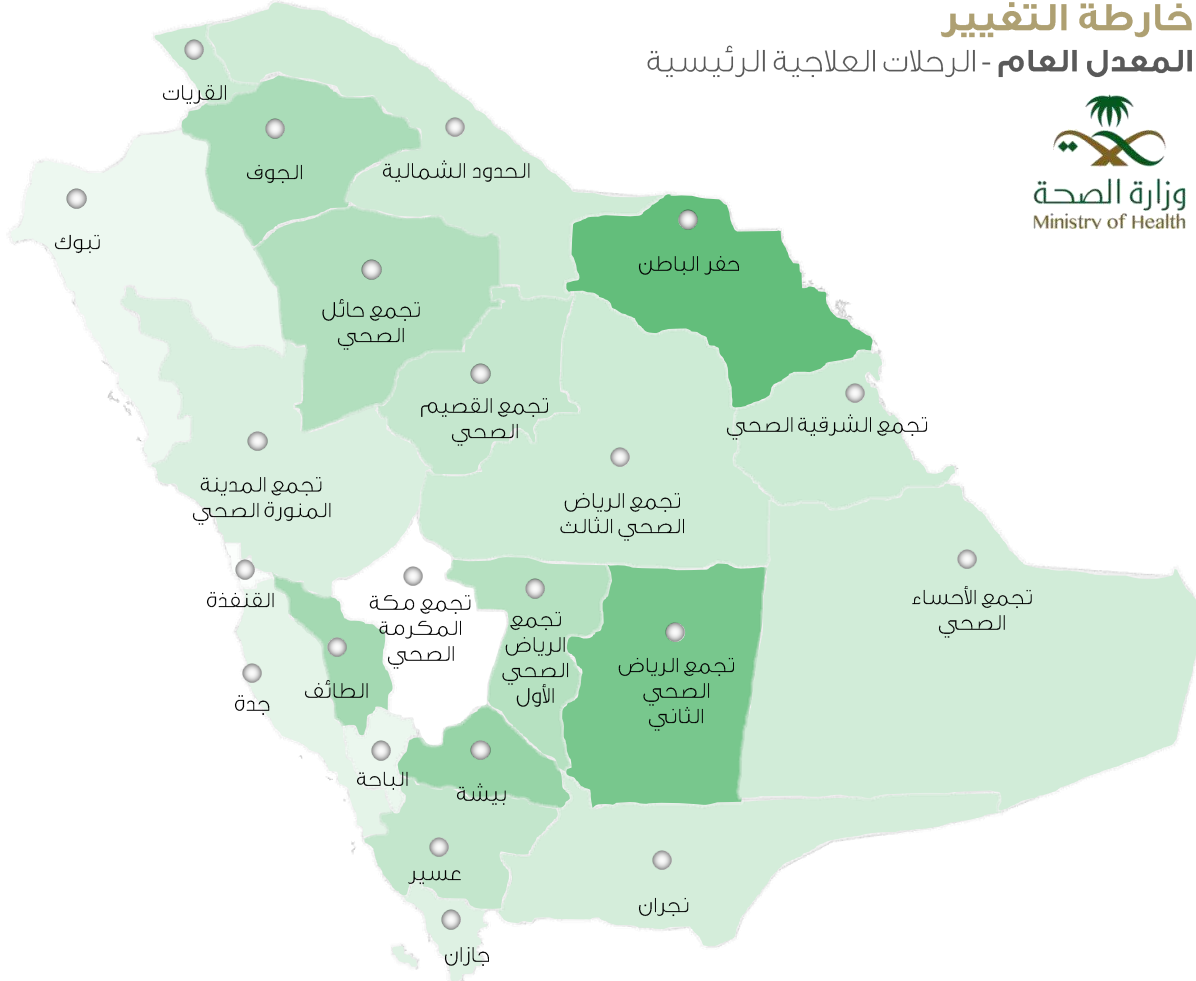 خارطة التغيير
المعدل العام - الرحلات العلاجية الرئيسية
وزارة الصحة
Ministry of Health
القريات
الجوف
الحدود الشمالية
تبوك
حفر الباطن
تجمع حائل
الصحي
تجمع القصيم
الصحي
تجمع الشرقية الصحي
تجمع المدينة
المنورة الصحي
تجمع الرياض
الصحي الثالث
تجمع الأحساء
الصحي
القنفذة
تجمع مكة
المكرمة
الصحي
تجمع
الرياض
الصحي
الأول
تجمع الرياض
الصحي
الثاني
الطائف
جدة
الباحة
بيشة
عسير
نجران
جازان